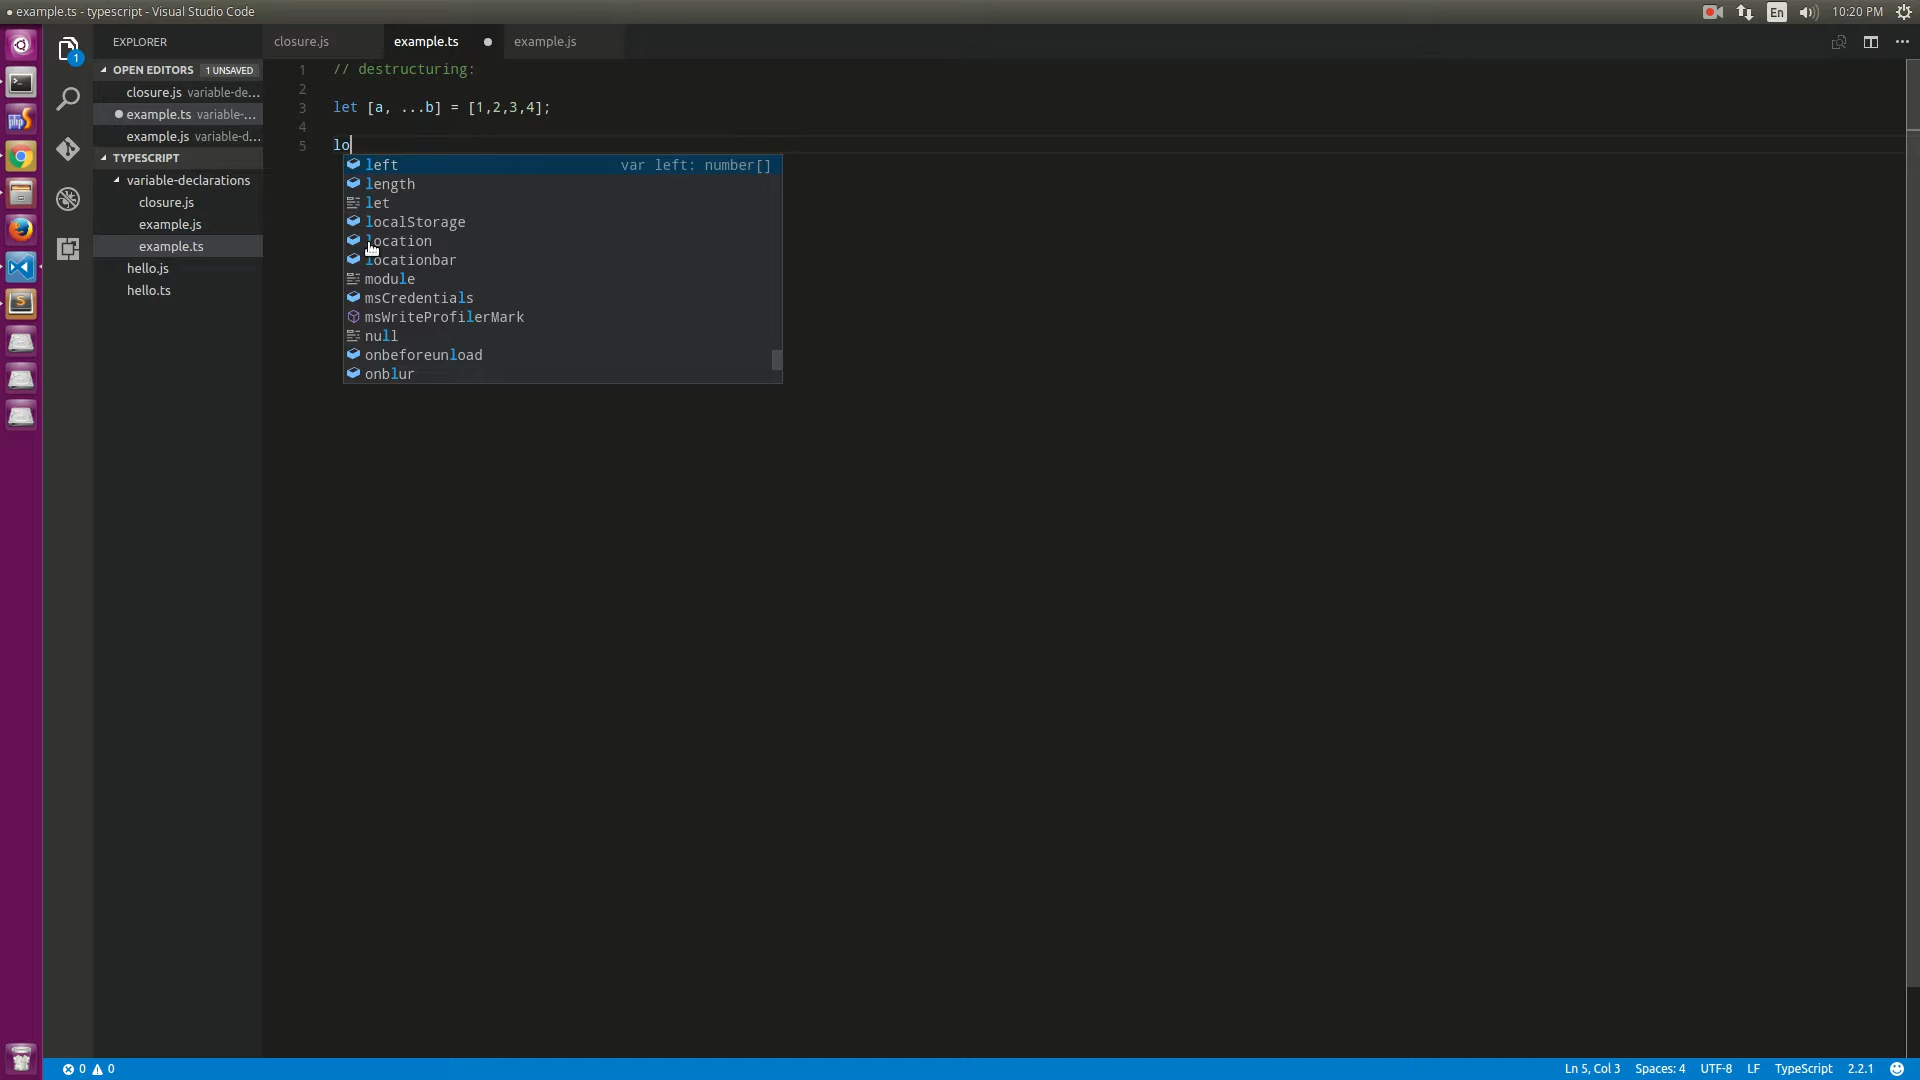 • example.ts - typescript - Visual Studio Code
En
10:20 PM
EXPLORER
OPEN EDITORS 1 UNSAVED
closure.js variable-de...
example.ts variable-...
example.js variable-d...
TYPESCRIPT
variable-declarations
closure.js
example.js
example.ts
hello.js
hello.ts
closure.js example.ts example.js
1 // destructuring:
2
3 let [a, ...b] = [1,2,3,4];
4
5 lo
left var left: number[]
length
let
localStorage
location
locationbar
module
msCredentials
msWriteProfilerMark
null
onbeforeunload
onblur
1
php
S
0 0
Ln 5, Col 3 Spaces: 4 UTF-8 LF TypeScript 2.2.1